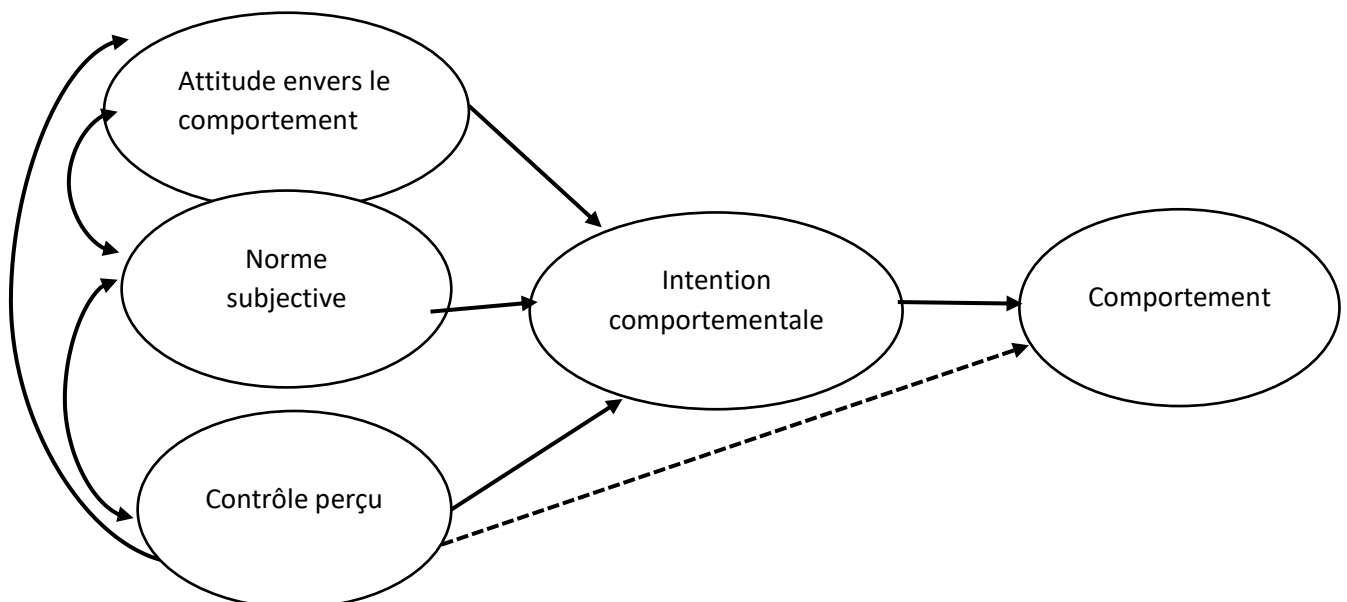 Attitude envers le
comportement
Norme
subjective
Intention
comportementale
Comportement
Contrôle perçu